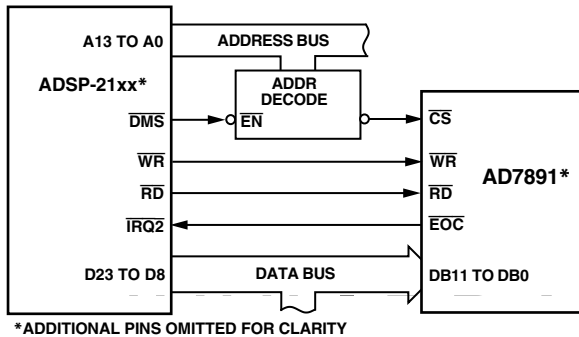 A13 TO A0
ADDRESS BUS
ADSP-21xx*
ADDR
DECODE
DMS
EN
CS
WR
WR
AD7891*
RD
RD
IRQ2
EOC
D23 TO D8
DATA BUS
DB11 TO DB0
*ADDITIONAL PINS OMITTED FOR CLARITY